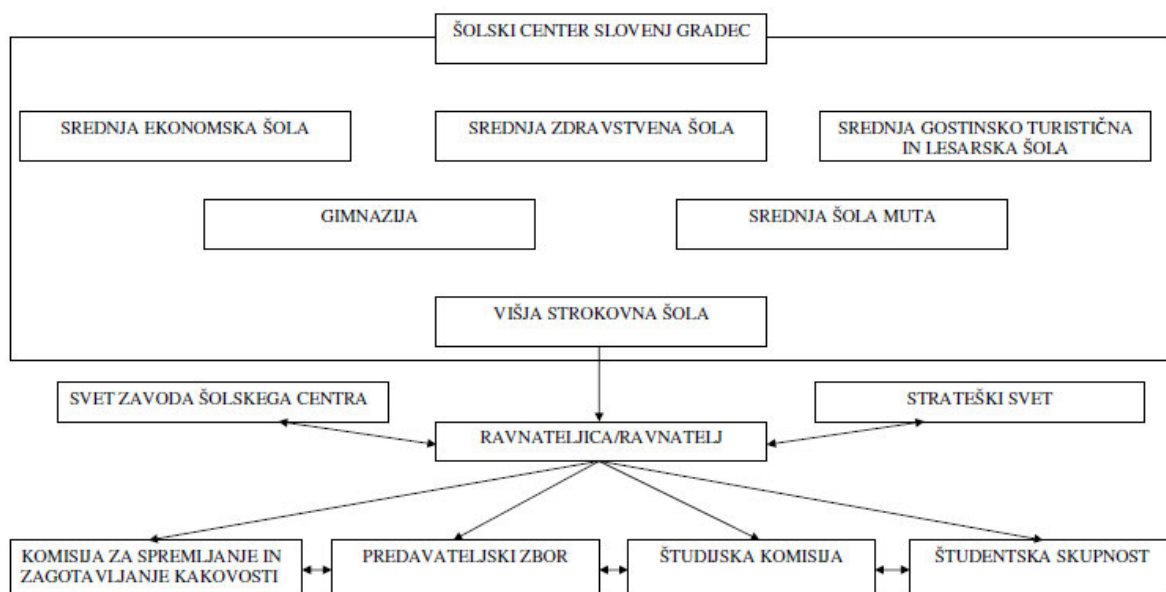 ŠOLSKI CENTER SLOVENJ GRADEC
SREDNJA EKONOMSKA ŠOLA
SREDNJA ZDRAVSTVENA ŠOLA
SREDNJA GOSTINSKO TURISTIČNA
IN LESARSKA ŠOLA
GIMNAZIJA
SREDNJA ŠOLA MUTA
VIŠJA STROKOVNA ŠOLA
SVET ZAVODA ŠOLSKEGA CENTRA
STRATEŠKI SVET
RAVNATELJICA/RAVNATELJ
KOMISIJA ZA SPREMLJANJE IN
ZAGOTAVLJANJE KAKOVOSTI
PREDAVATELJSKI ZBOR
ŠTUDIJSKA KOMISIJA
ŠTUDENTSKA SKUPNOST